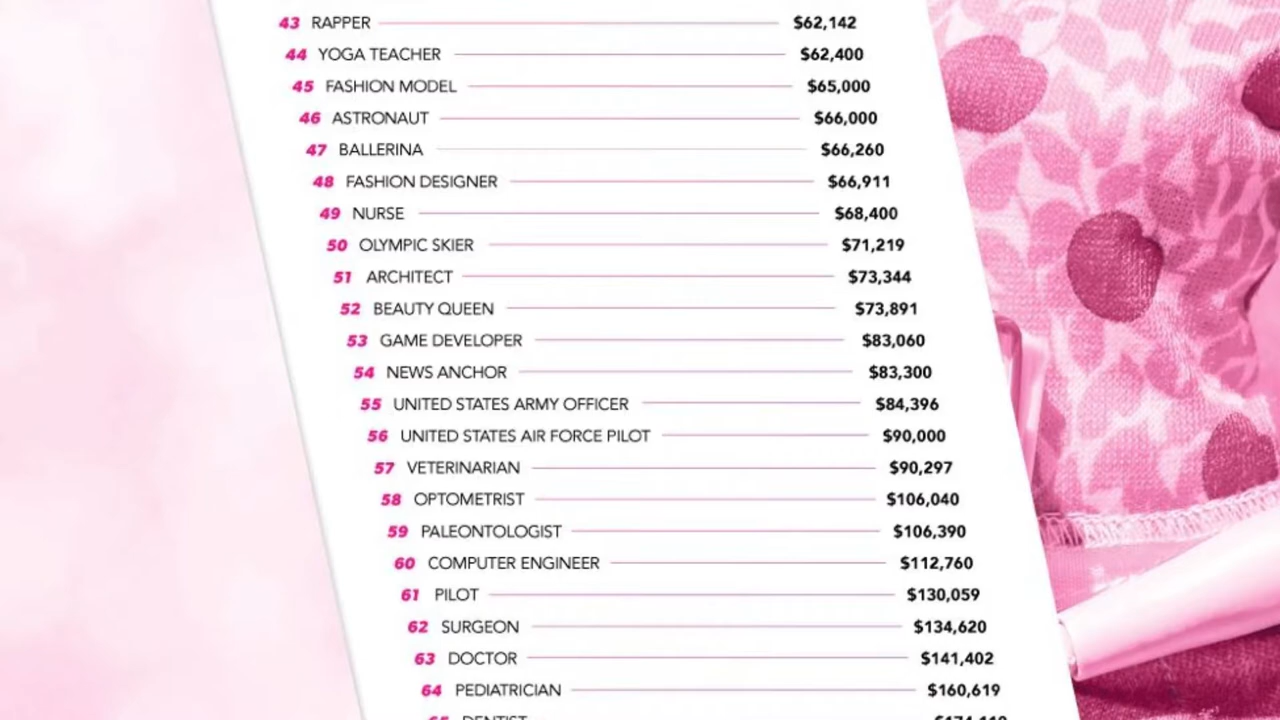 43 RAPPER $62,142
44 YOGA TEACHER $62,400
45 FASHION MODEL $65,000
46 ASTRONAUT $66,000
47 BALLERINA $66,260
48 FASHION DESIGNER $66,911
49 NURSE $68,400
50 OLYMPIC SKIER $71,219
51 ARCHITECT $73,344
52 BEAUTY QUEEN $73,891
53 GAME DEVELOPER $83,060
54 NEWS ANCHOR $83,300
55 UNITED STATES ARMY OFFICER $84,396
56 UNITED STATES AIR FORCE PILOT $90,000
57 VETERINARIAN $90,297
58 OPTOMETRIST $106,040
59 PALEONTOLOGIST $106,390
60 COMPUTER ENGINEER $112,760
61 PILOT $130,059
62 SURGEON $134,620
63 DOCTOR $141,402
64 PEDIATRICIAN $160,619
65 DENTIST